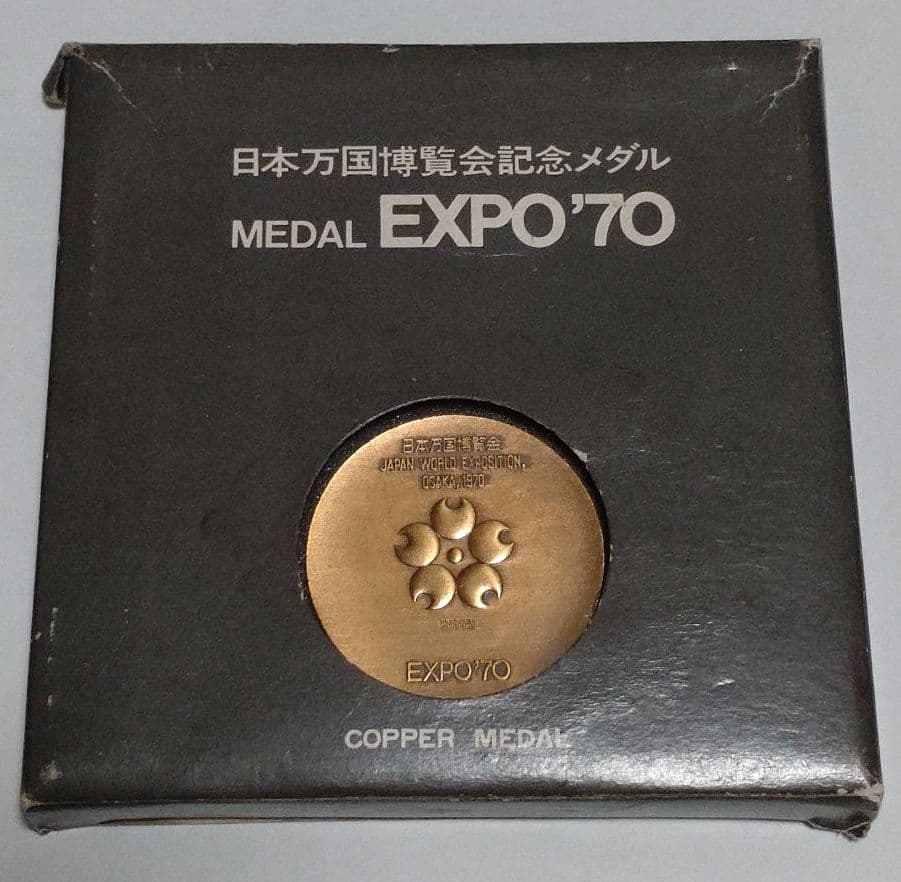 日本万国博覧会記念メダル
MEDAL EXPO'70
日本万国博覧会
JAPAN WORLD EXPOSITION,
OSAKA, 1970
EXPO'70
COPPER MEDAL